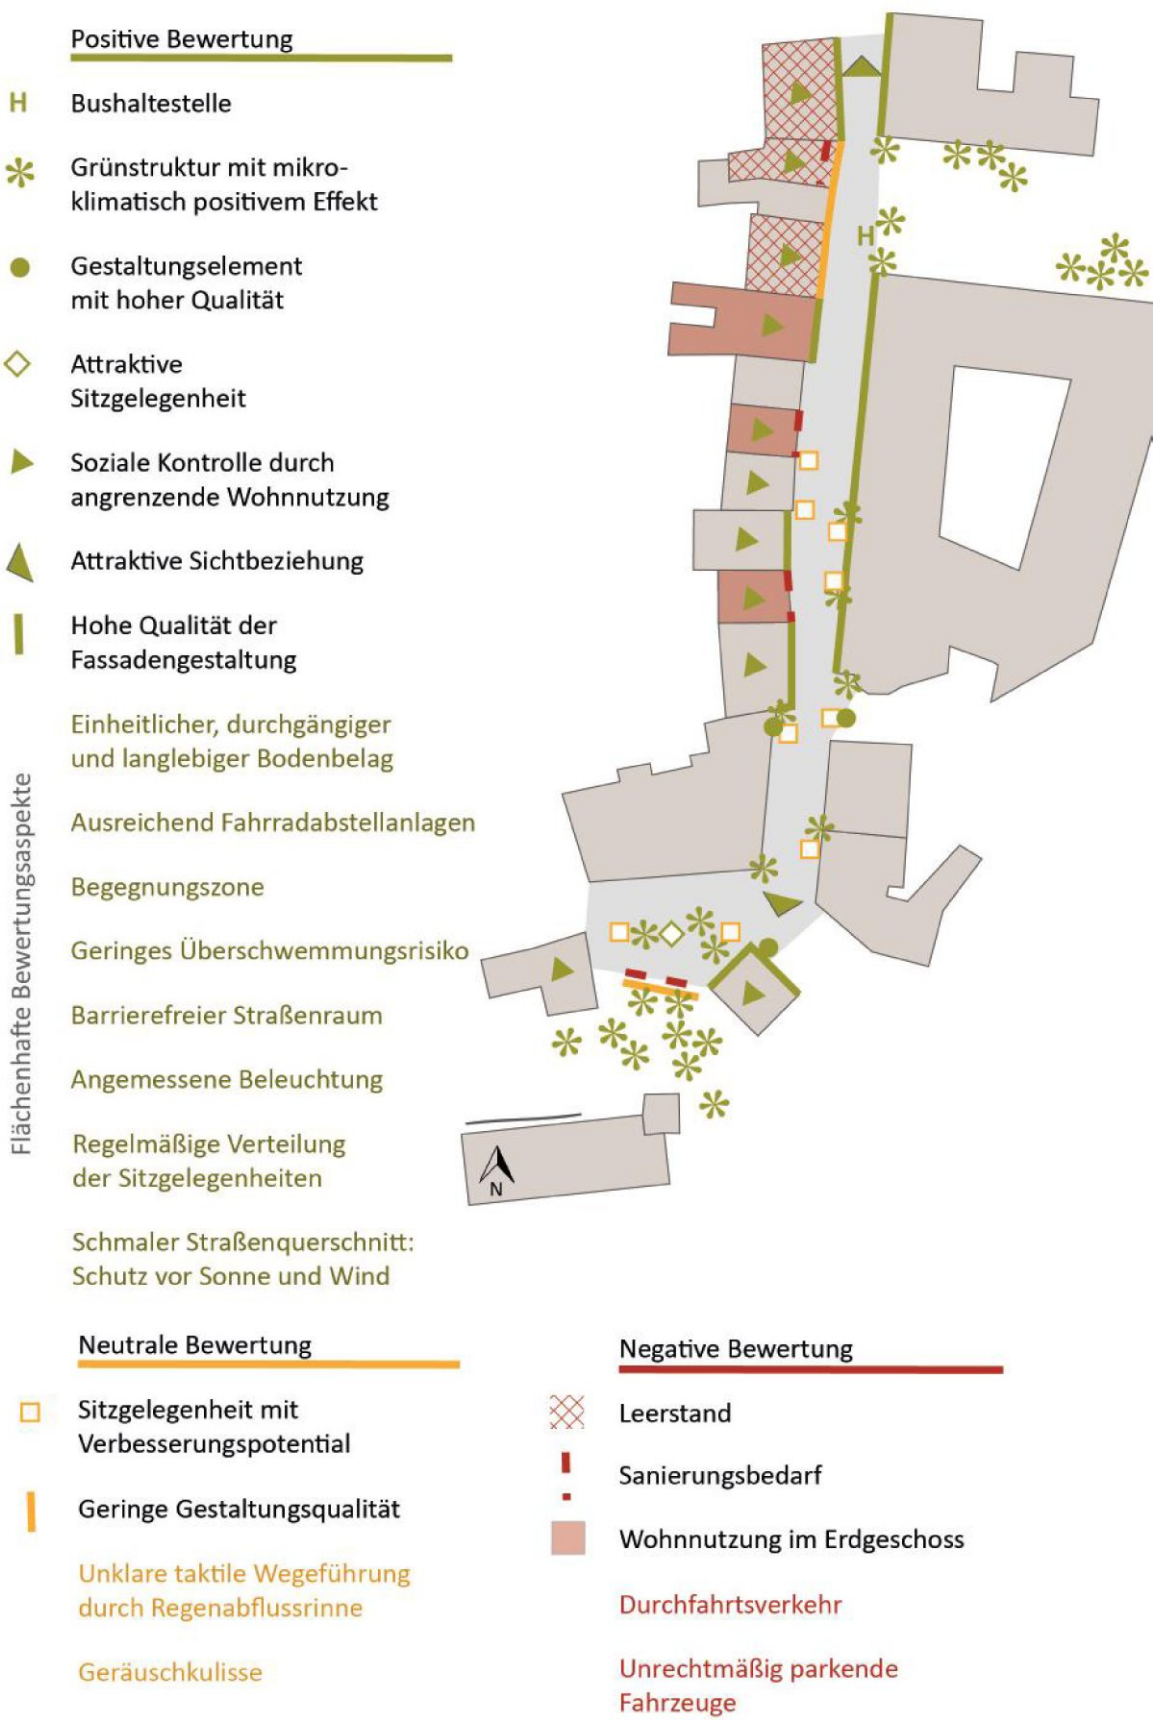 Positive Bewertung
H Bushaltestelle
Grünstruktur mit mikro-
klimatisch positivem Effekt
Gestaltungselement
mit hoher Qualität
Attraktive
Sitzgelegenheit
Soziale Kontrolle durch
angrenzende Wohnnutzung
Attraktive Sichtbeziehung
Hohe Qualität der
Fassadengestaltung
Flächenhafte Bewertungsaspekte
Einheitlicher, durchgängiger
und langlebiger Bodenbelag
Ausreichend Fahrradabstellanlagen
Begegnungszone
Geringes Überschwemmungsrisiko
Barrierefreier Straßenraum
Angemessene Beleuchtung
Regelmäßige Verteilung
der Sitzgelegenheiten
Schmaler Straßenquerschnitt:
Schutz vor Sonne und Wind
H
N
Neutrale Bewertung
Sitzgelegenheit mit
Verbesserungspotential
Geringe Gestaltungsqualität
Unklare taktile Wegeführung
durch Regenabflussrinne
Geräuschkulisse
Negative Bewertung
Leerstand
Sanierungsbedarf
Wohnnutzung im Erdgeschoss
Durchfahrtsverkehr
Unrechtmäßig parkende
Fahrzeuge